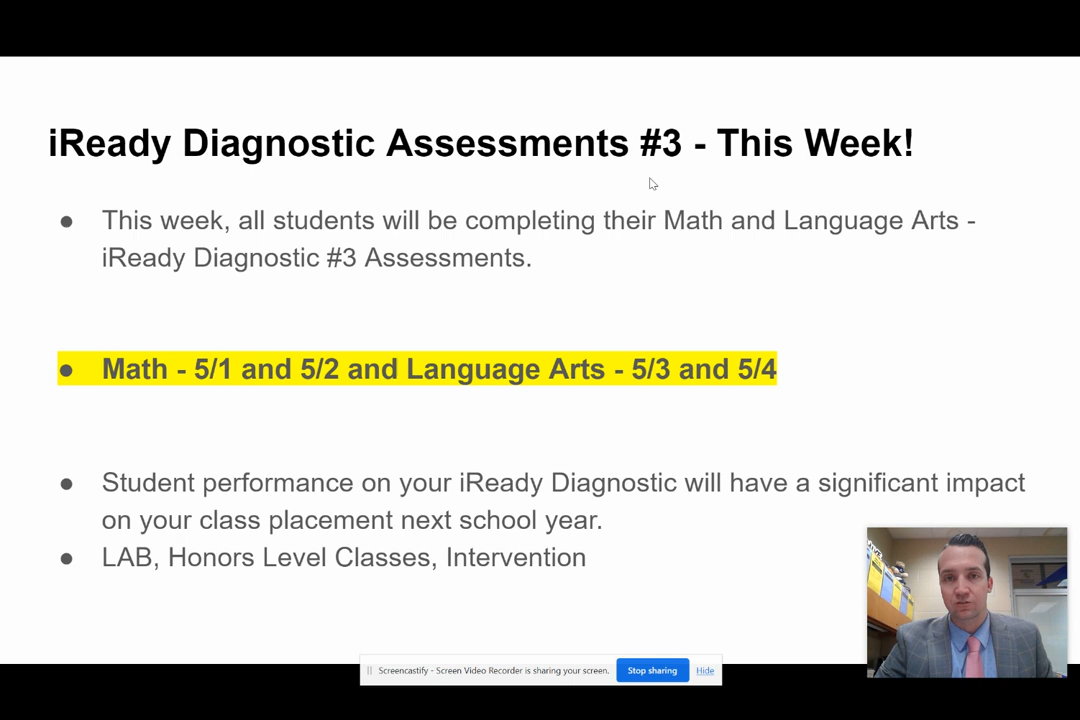 iReady Diagnostic Assessments #3 - This Week!
● This week, all students will be completing their Math and Language Arts -
iReady Diagnostic #3 Assessments.
● Math - 5/1 and 5/2 and Language Arts - 5/3 and 5/4
● Student performance on your iReady Diagnostic will have a significant impact
on your class placement next school year.
● LAB, Honors Level Classes, Intervention
Screencastify - Screen Video Recorder is sharing your screen. Stop sharing Hide